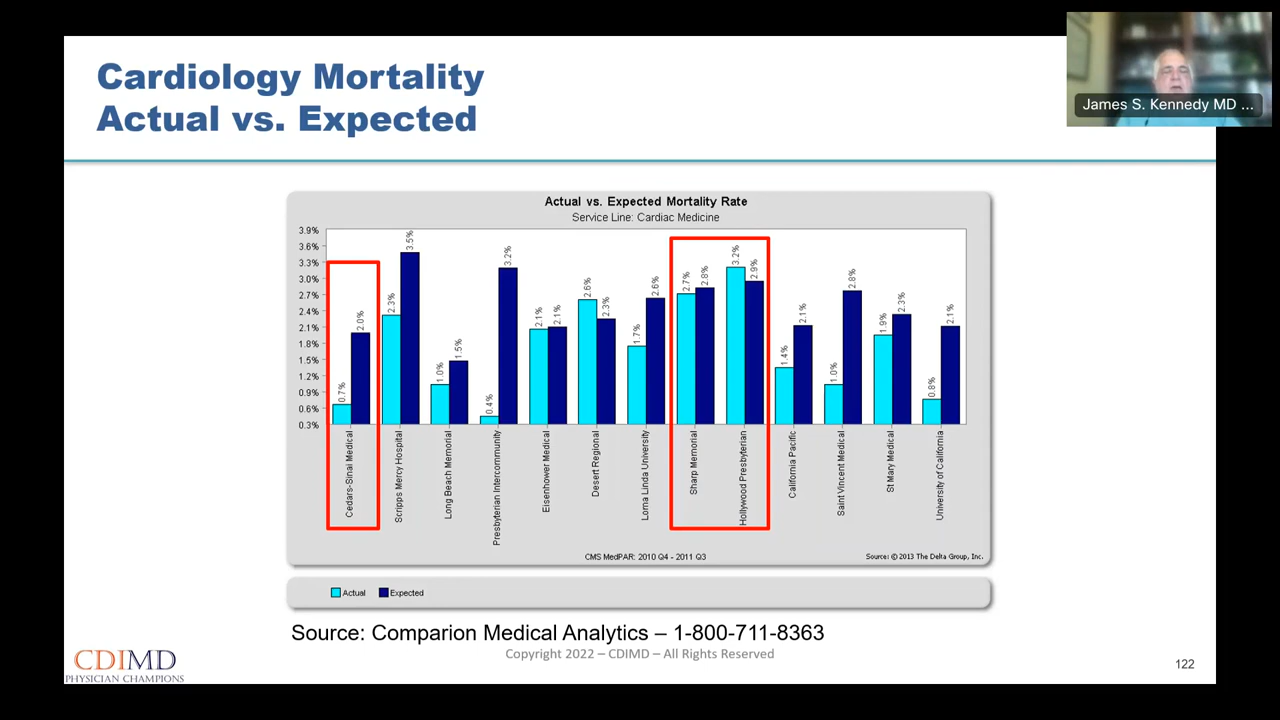 Cardiology Mortality
Actual vs. Expected
James S. Kennedy MD ...
Actual vs. Expected Mortality Rate
Service Line: Cardiac Medicine
3.9%
3.6%
3.3%
3.0%
2.7%
2.4%
2.1%
1.8%
1.5%
1.2%
0.9%
0.6%
0.3%
0.7% 2.0%
2.3% 3.5%
1.0% 1.5%
0.4% 3.2%
2.1% 2.1%
2.6% 2.3%
1.7% 2.6%
2.7% 2.8%
3.2% 2.9%
1.4% 2.1%
1.0% 2.8%
1.9% 2.3%
0.8% 2.1%
Cedars-Sinai Medical
Scripps Mercy Hospital
Long Beach Memorial
Presbyterian Intercommunity
Eisenhower Medical
Desert Regional
Loma Linda University
Sharp Memorial
Hollywood Presbyterian
California Pacific
Saint Vincent Medical
St Mary Medical
University of California
CMS MedPAR: 2010 Q4 - 2011 Q3
Source: © 2013 The Delta Group, Inc.
Actual Expected
Source: Comparion Medical Analytics – 1-800-711-8363
Copyright 2022 – CDIMD – All Rights Reserved
CDIMD
PHYSICIAN CHAMPIONS
122